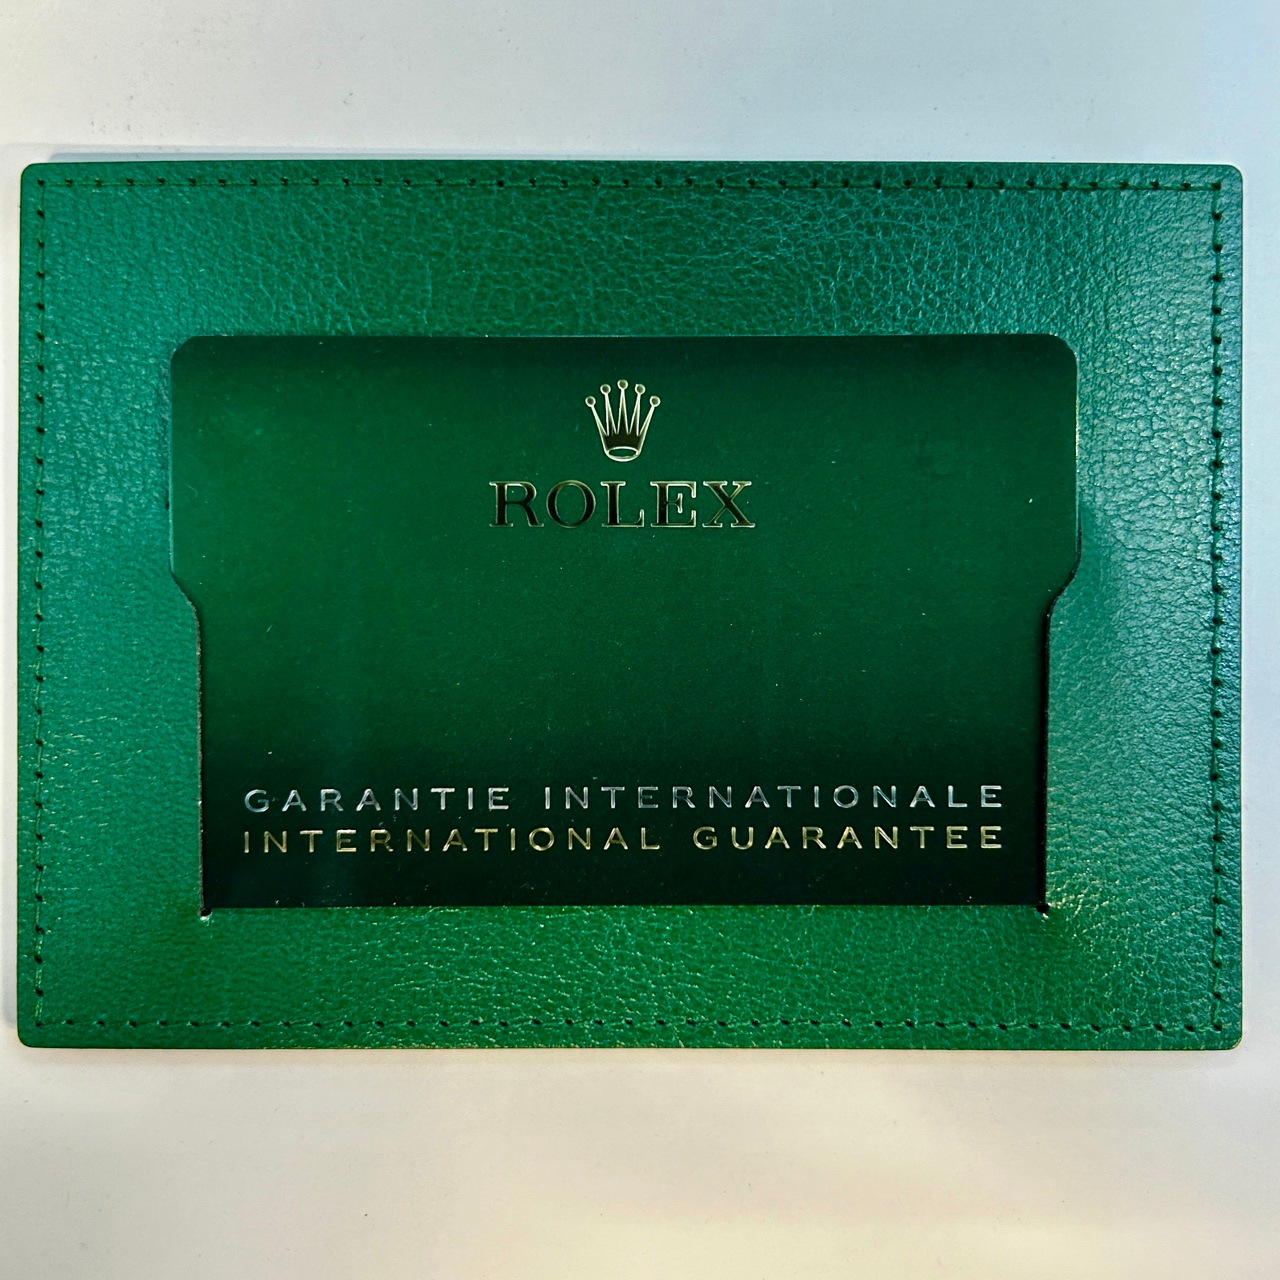 ROLEX
GARANTIE INTERNATIONALE
INTERNATIONAL GUARANTEE